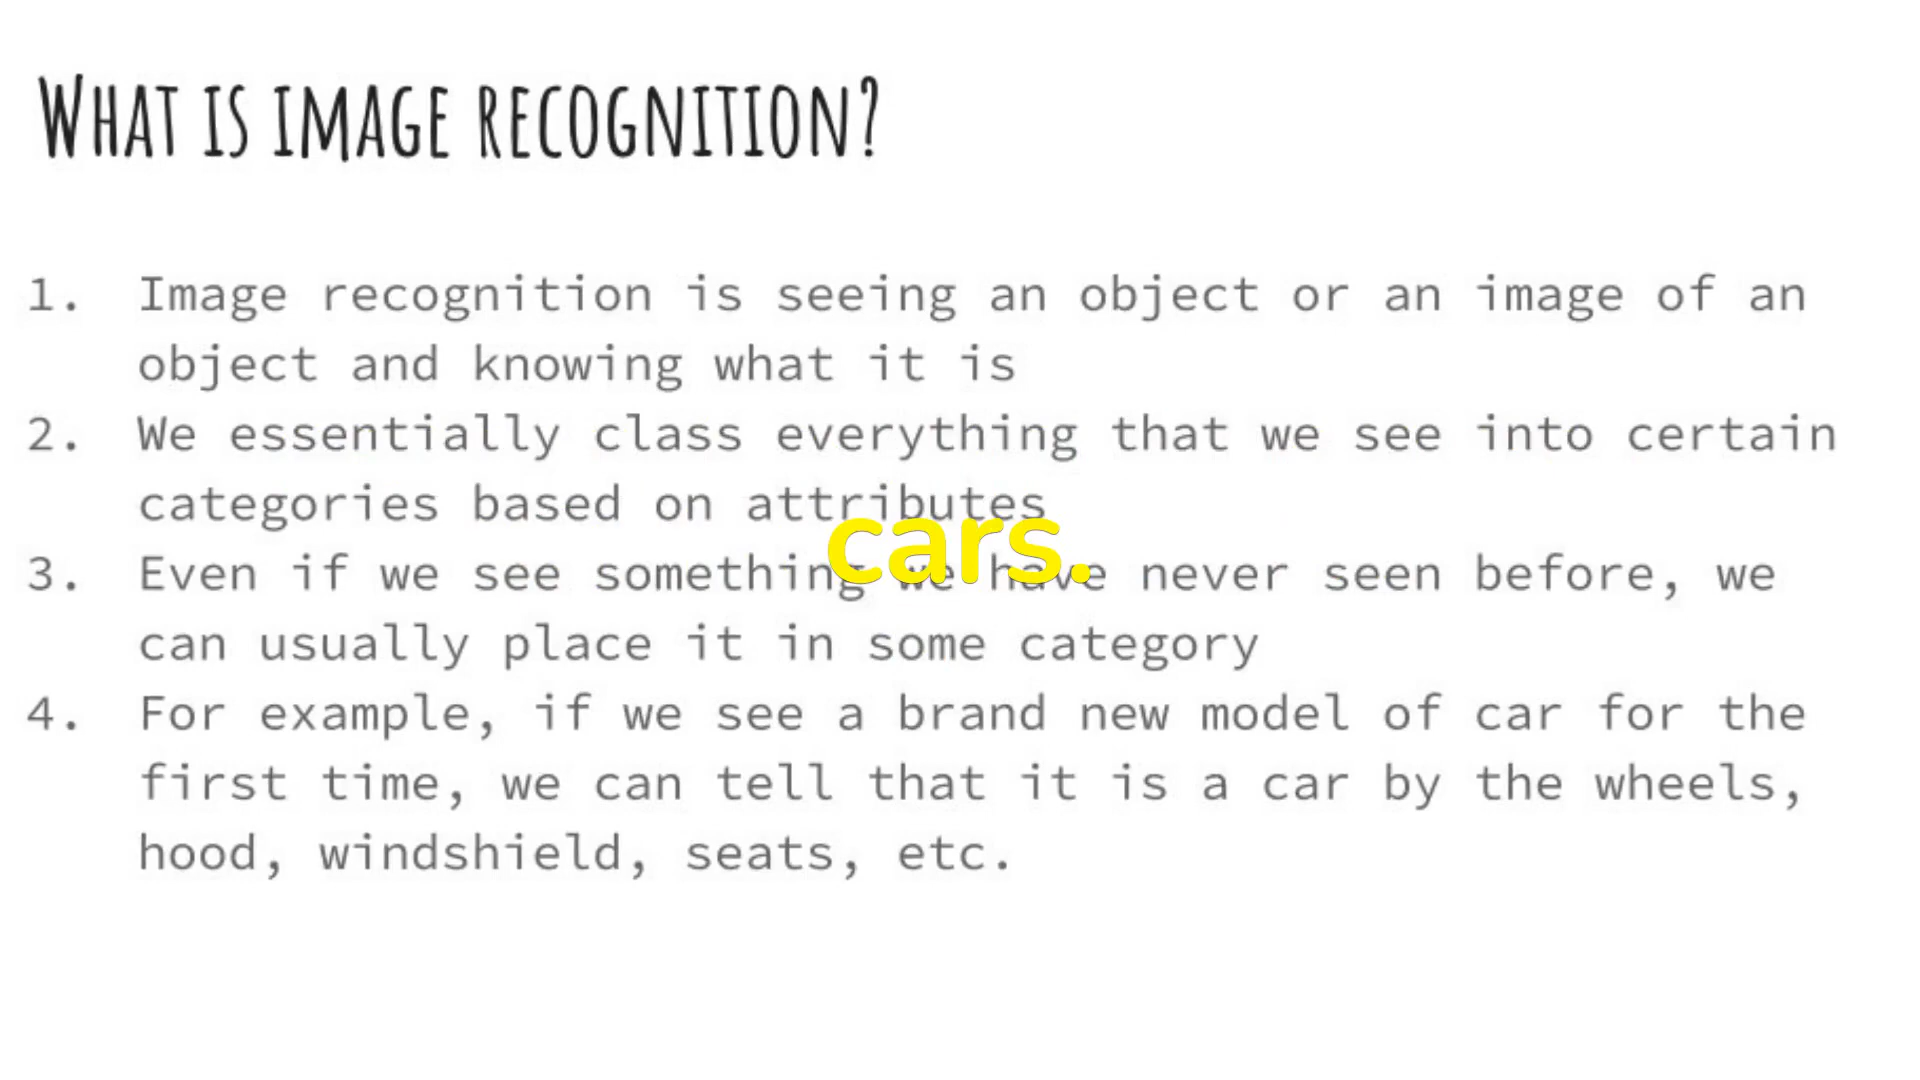 WHAT IS IMAGE RECOGNITION?
1. Image recognition is seeing an object or an image of an
object and knowing what it is
2. We essentially class everything that we see into certain
categories based on attributes
cars.
3. Even if we see something we have never seen before, we
can usually place it in some category
4. For example, if we see a brand new model of car for the
first time, we can tell that it is a car by the wheels,
hood, windshield, seats, etc.